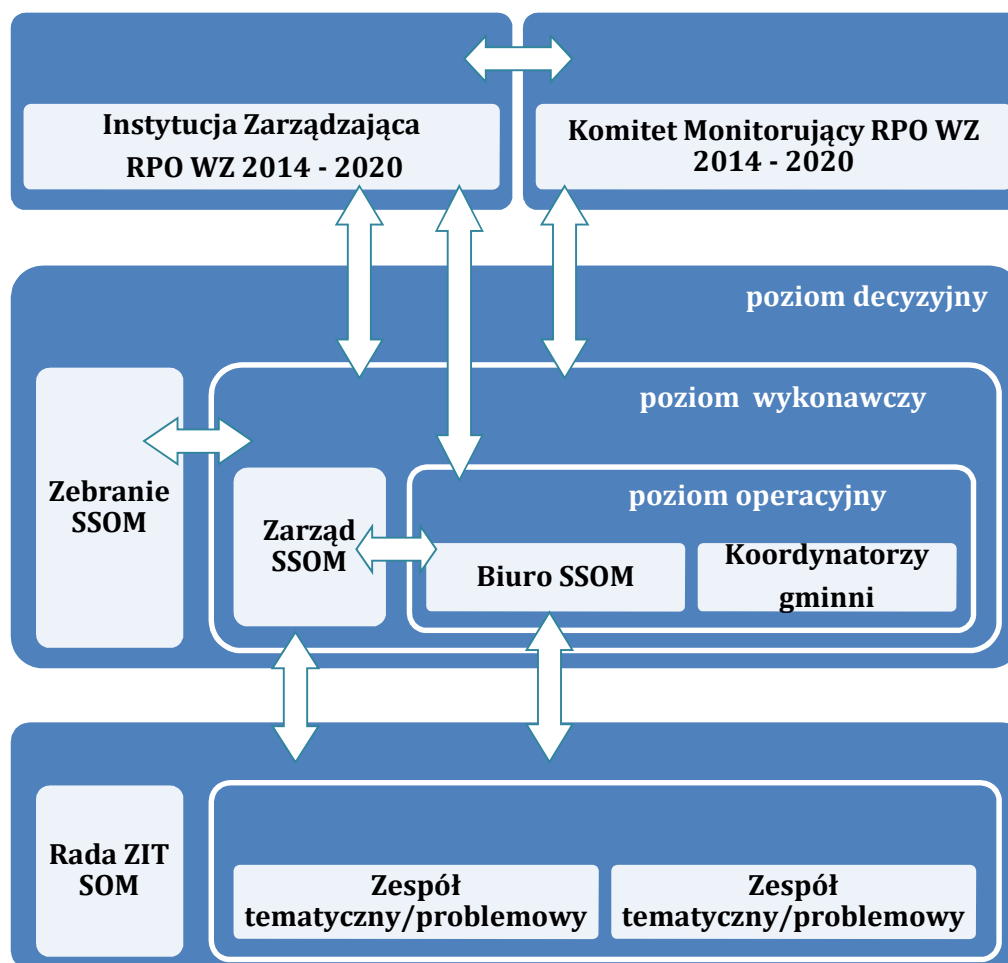 Instytucja Zarządzająca
RPO WZ 2014 - 2020
Komitet Monitorujący RPO WZ
2014 - 2020
poziom decyzyjny
poziom wykonawczy
poziom operacyjny
Zebranie
SSOM
Zarząd
SSOM
Biuro SSOM
Koordynatorzy
gminni
Rada ZIT
SOM
Zespół
tematyczny/problemowy
Zespół
tematyczny/problemowy